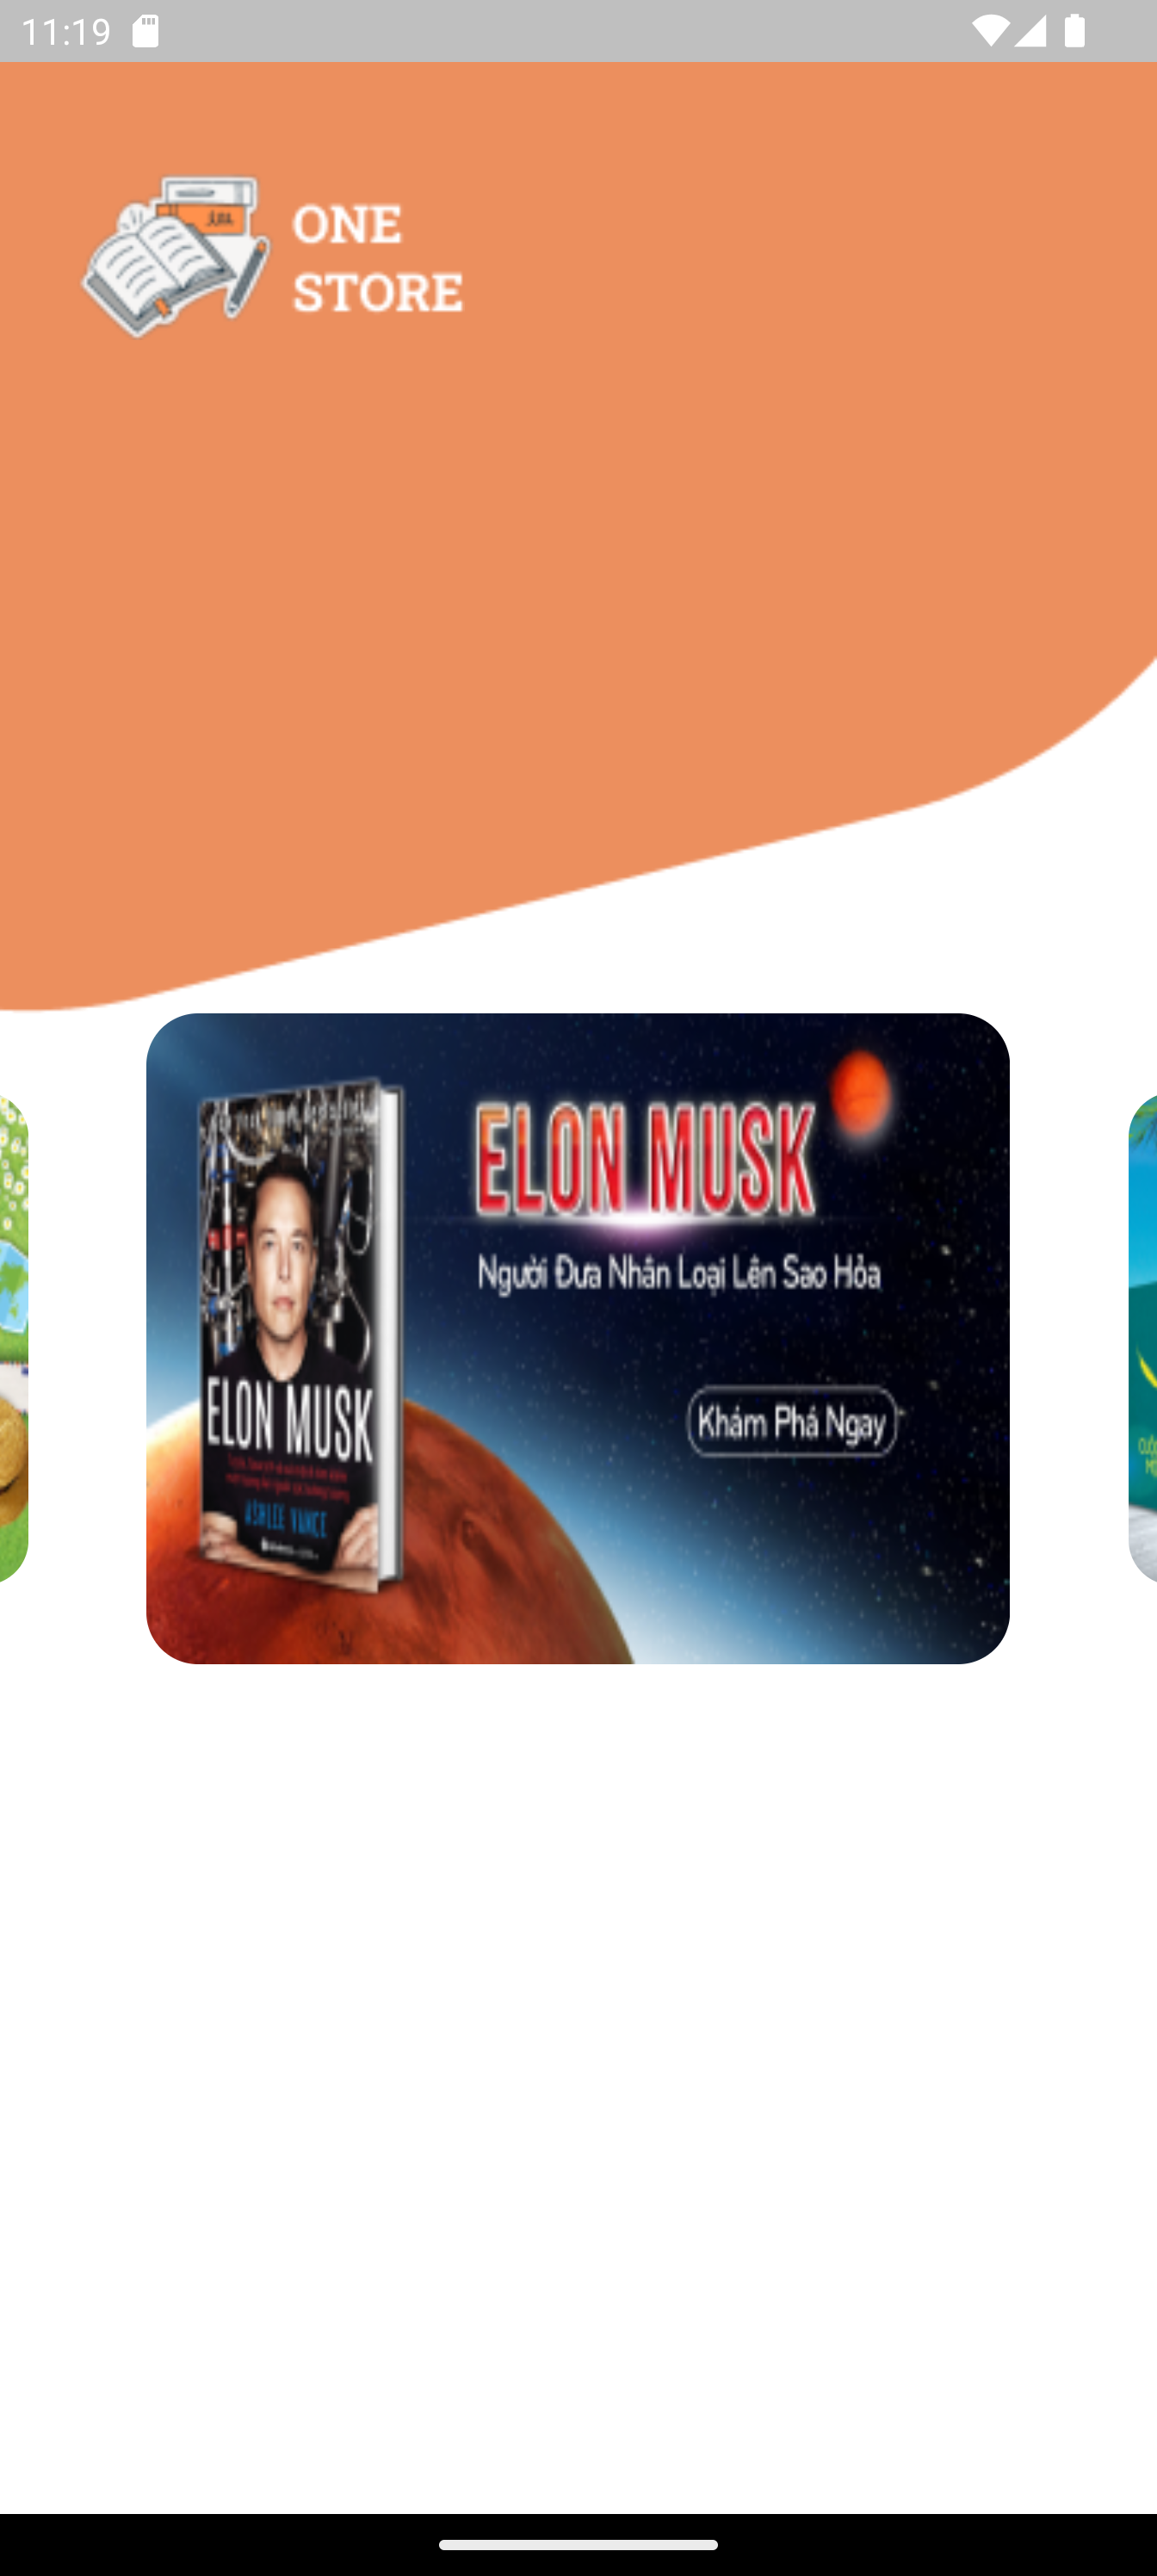 11:19
ONE
STORE
ELON MUSK
Người Đưa Nhân Loại Lên Sao Hỏa
Khám Phá Ngay
ELON MUSK
ASHLEE VANCE